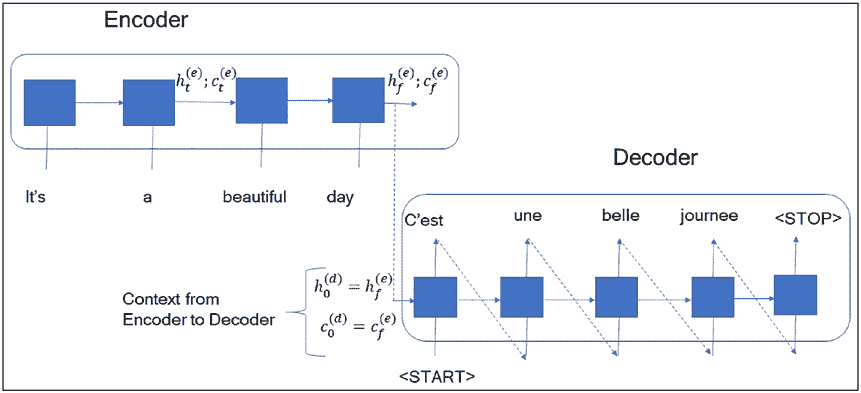 Encoder
h_t^(e); c_t^(e)
h_f^(e); c_f^(e)
It's a beautiful day
Decoder
C'est une belle journee <STOP>
Context from
Encoder to Decoder
h_0^(d) = h_f^(e)
c_0^(d) = c_f^(e)
<START>